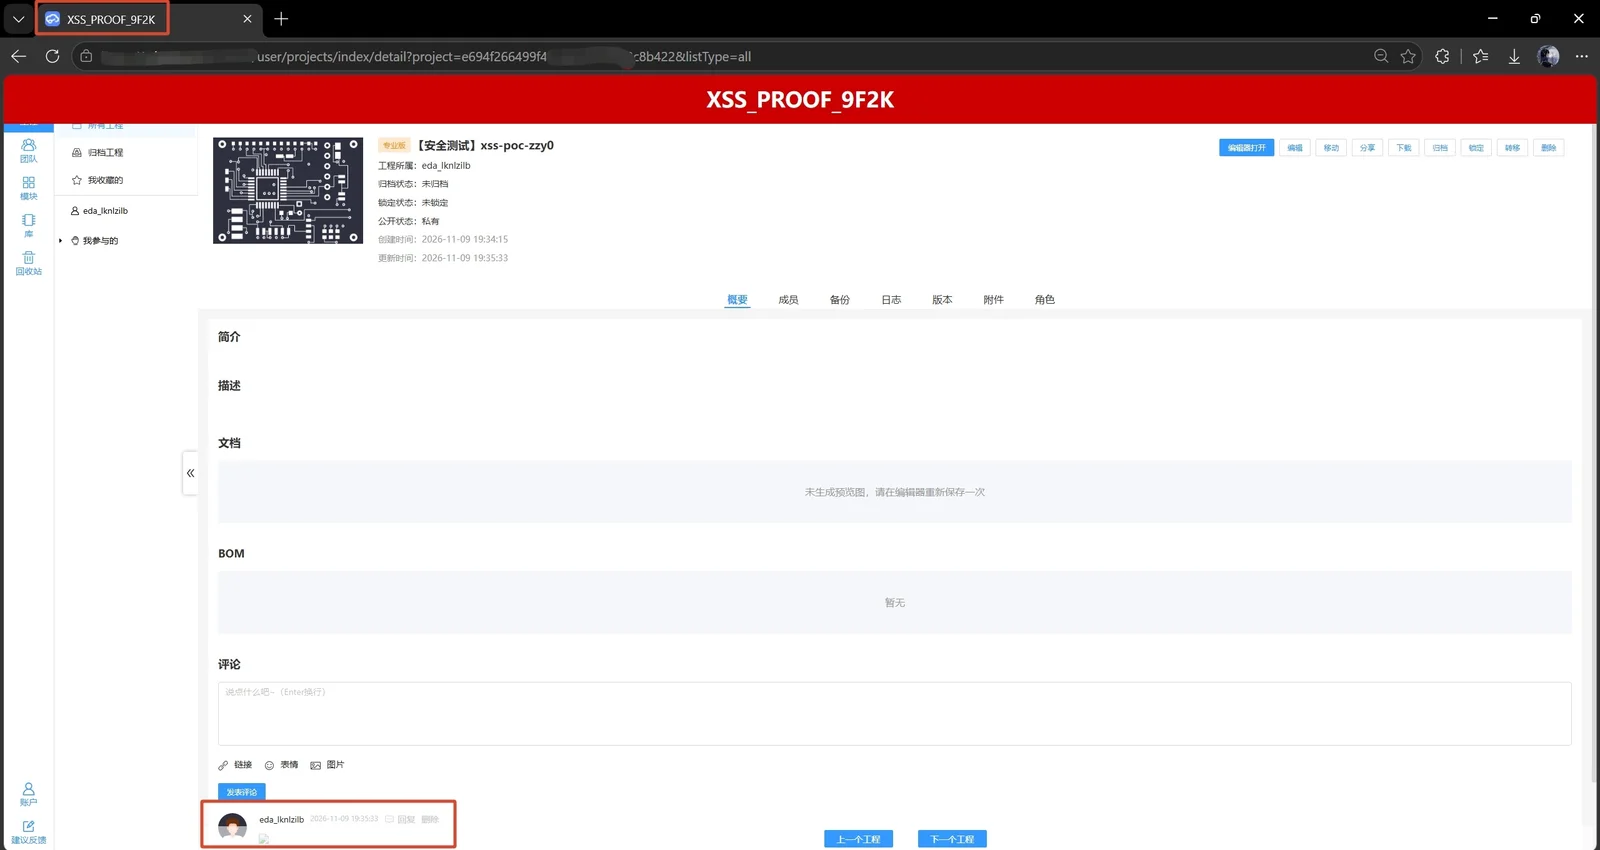 XSS_PROOF_9F2K
user/projects/index/detail?project=e694f266499f4
c8b422&listType=all
XSS_PROOF_9F2K
所有工程
归档工程
我收藏的
eda_lknlzilb
我参与的
团队
模块
库
回收站
账户
建议反馈
专业版 【安全测试】xss-poc-zzy0
工程所属：eda_lknlzilb
归档状态：未归档
锁定状态：未锁定
公开状态：私有
创建时间：2026-11-09 19:34:15
更新时间：2026-11-09 19:35:33
编辑器打开 编辑 移动 分享 下载 归档 锁定 转移 删除
概要 成员 备份 日志 版本 附件 角色
简介
描述
文档
未生成预览图，请在编辑器重新保存一次
BOM
暂无
评论
说点什么吧~（Enter换行）
链接 表情 图片
发表评论
eda_lknlzilb 2026-11-09 19:35:33 回复 删除
上一个工程 下一个工程